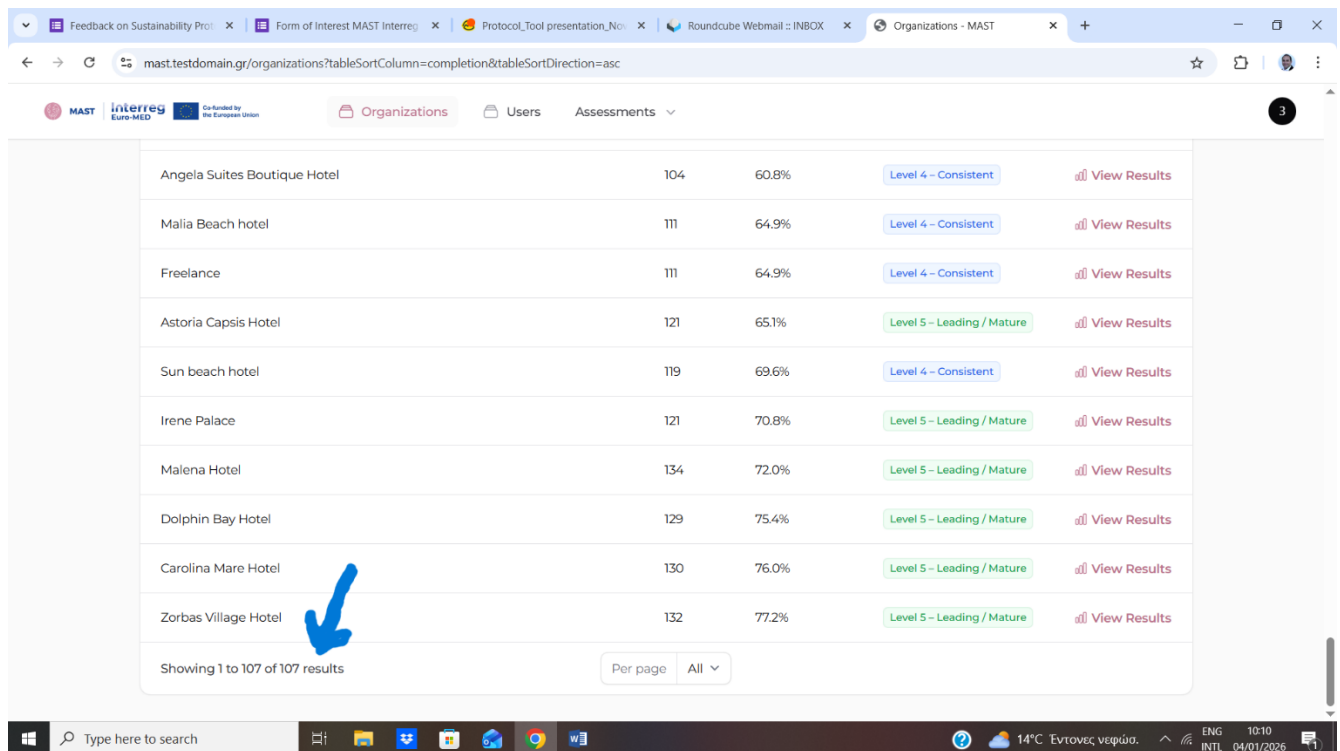 Feedback on Sustainability Prot
Form of Interest MAST Interreg
Protocol_Tool presentation_Nov
Roundcube Webmail :: INBOX
Organizations - MAST
mast.testdomain.gr/organizations?tableSortColumn=completion&tableSortDirection=asc
MAST
Interreg
Euro-MED
Co-funded by
the European Union
Organizations
Users
Assessments
3
Angela Suites Boutique Hotel 104 60.8% Level 4 – Consistent View Results
Malia Beach hotel 111 64.9% Level 4 – Consistent View Results
Freelance 111 64.9% Level 4 – Consistent View Results
Astoria Capsis Hotel 121 65.1% Level 5 – Leading / Mature View Results
Sun beach hotel 119 69.6% Level 4 – Consistent View Results
Irene Palace 121 70.8% Level 5 – Leading / Mature View Results
Malena Hotel 134 72.0% Level 5 – Leading / Mature View Results
Dolphin Bay Hotel 129 75.4% Level 5 – Leading / Mature View Results
Carolina Mare Hotel 130 76.0% Level 5 – Leading / Mature View Results
Zorbas Village Hotel 132 77.2% Level 5 – Leading / Mature View Results
Showing 1 to 107 of 107 results Per page All
Type here to search
14°C Έντονες νεφώσ.
ENG
INTL
10:10
04/01/2026
1